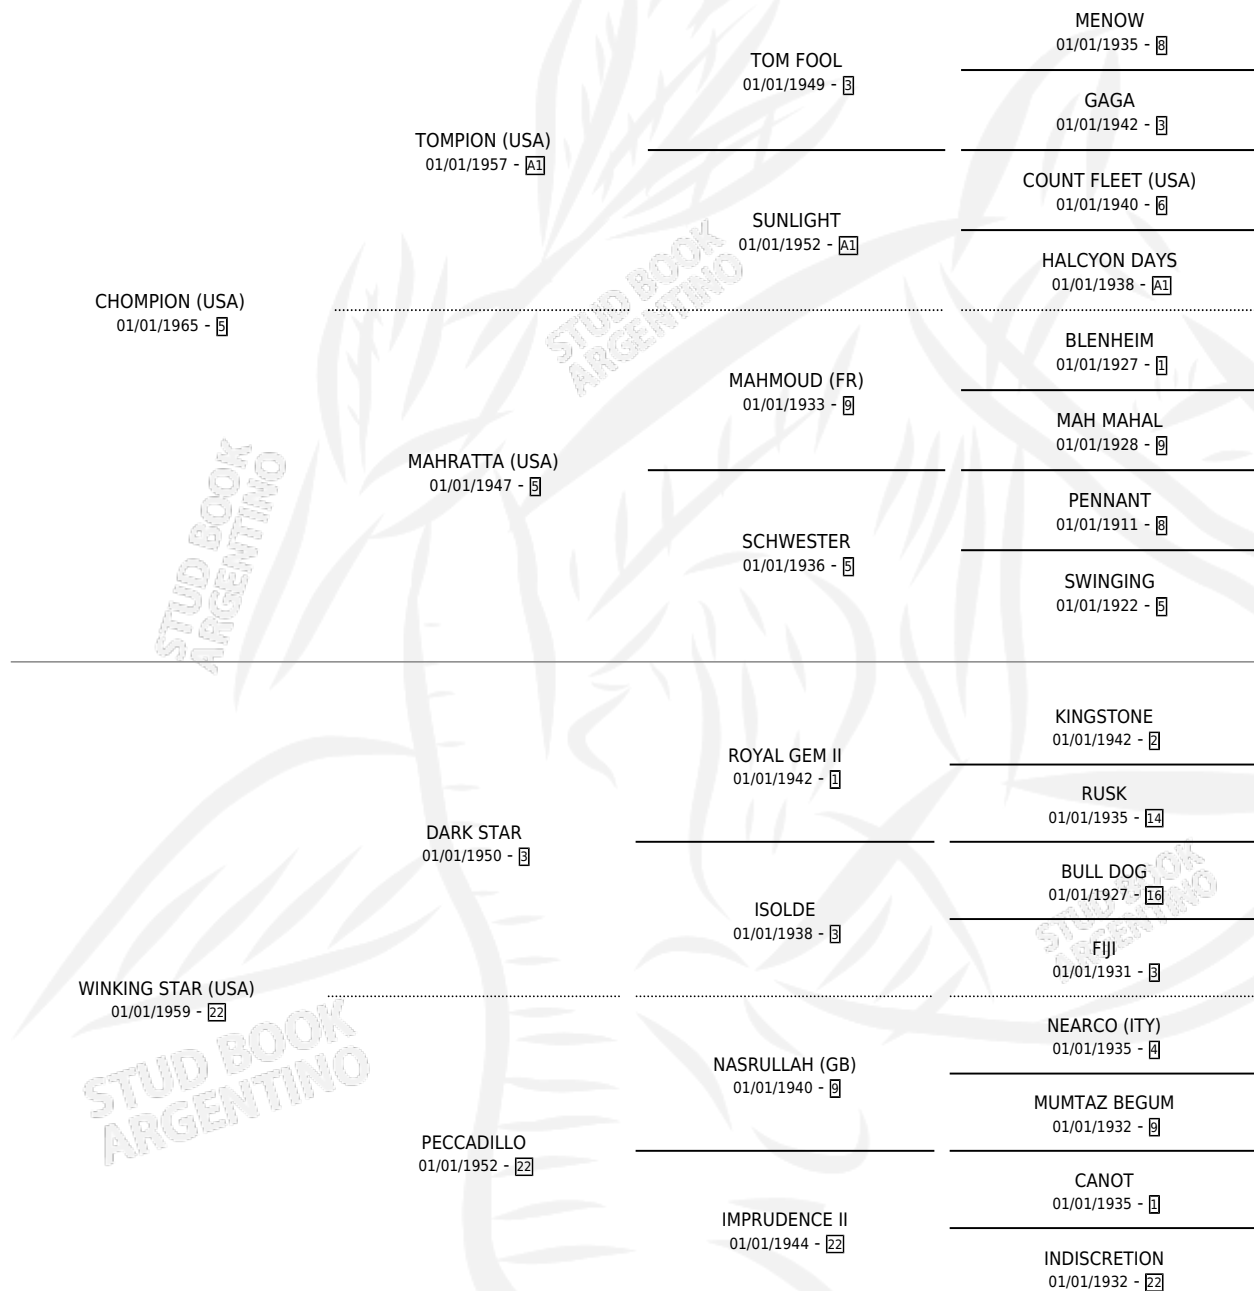 MENOW
01/01/1935 - 8
TOM FOOL
01/01/1949 - 3
GAGA
01/01/1942 - 3
TOMPION (USA)
01/01/1957 - A1
COUNT FLEET (USA)
01/01/1940 - 6
SUNLIGHT
01/01/1952 - A1
HALCYON DAYS
01/01/1938 - A1
CHOMPION (USA)
01/01/1965 - 5
BLENHEIM
01/01/1927 - 1
MAHMOUD (FR)
01/01/1933 - 9
MAH MAHAL
01/01/1928 - 9
MAHRATTA (USA)
01/01/1947 - 5
PENNANT
01/01/1911 - 8
SCHWESTER
01/01/1936 - 5
SWINGING
01/01/1922 - 5
KINGSTONE
01/01/1942 - 2
ROYAL GEM II
01/01/1942 - 1
RUSK
01/01/1935 - 14
DARK STAR
01/01/1950 - 3
BULL DOG
01/01/1927 - 16
ISOLDE
01/01/1938 - 3
FIJI
01/01/1931 - 3
WINKING STAR (USA)
01/01/1959 - 22
NEARCO (ITY)
01/01/1935 - 4
NASRULLAH (GB)
01/01/1940 - 9
MUMTAZ BEGUM
01/01/1932 - 9
PECCADILLO
01/01/1952 - 22
CANOT
01/01/1935 - 1
IMPRUDENCE II
01/01/1944 - 22
INDISCRETION
01/01/1932 - 22
STUD BOOK
ARGENTINO
STUD BOOK
ARGENTINO
STUD BOOK
ARGENTINO
STUD BOOK
ARGENTINO